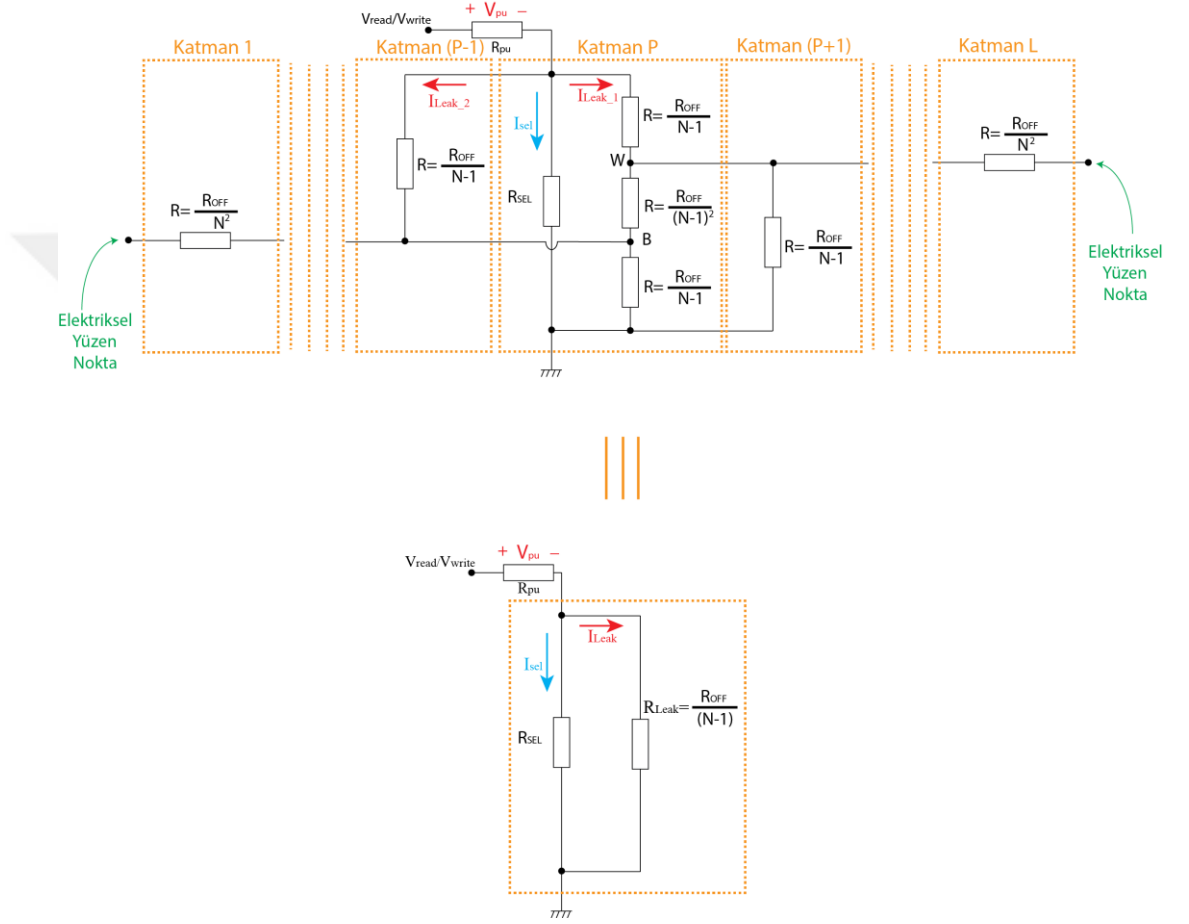 + Vpu −
Vread/Vwrite
Rpu
Katman 1
Katman (P-1)
Katman P
Katman (P+1)
Katman L
ILeak_2
ILeak_1
Isel
R= ROFF
N-1
R= ROFF
N-1
RSEL
W
R= ROFF
(N-1)²
B
R= ROFF
N-1
R= ROFF
N-1
R= ROFF
N²
R= ROFF
N²
Elektriksel
Yüzen
Nokta
Elektriksel
Yüzen
Nokta
+ Vpu −
Vread/Vwrite
Rpu
ILeak
Isel
RSEL
RLeak= ROFF
(N-1)